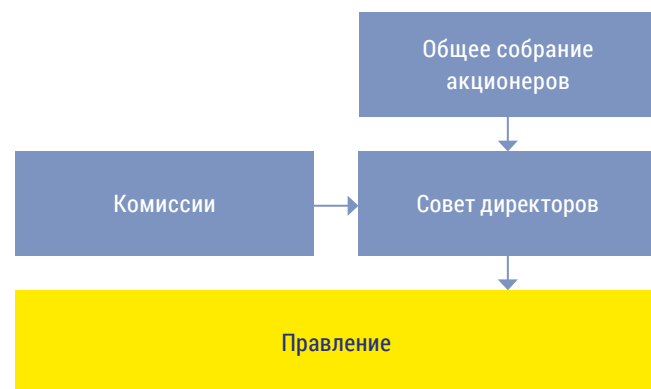 Общее собрание
акционеров
Комиссии
Совет директоров
Правление